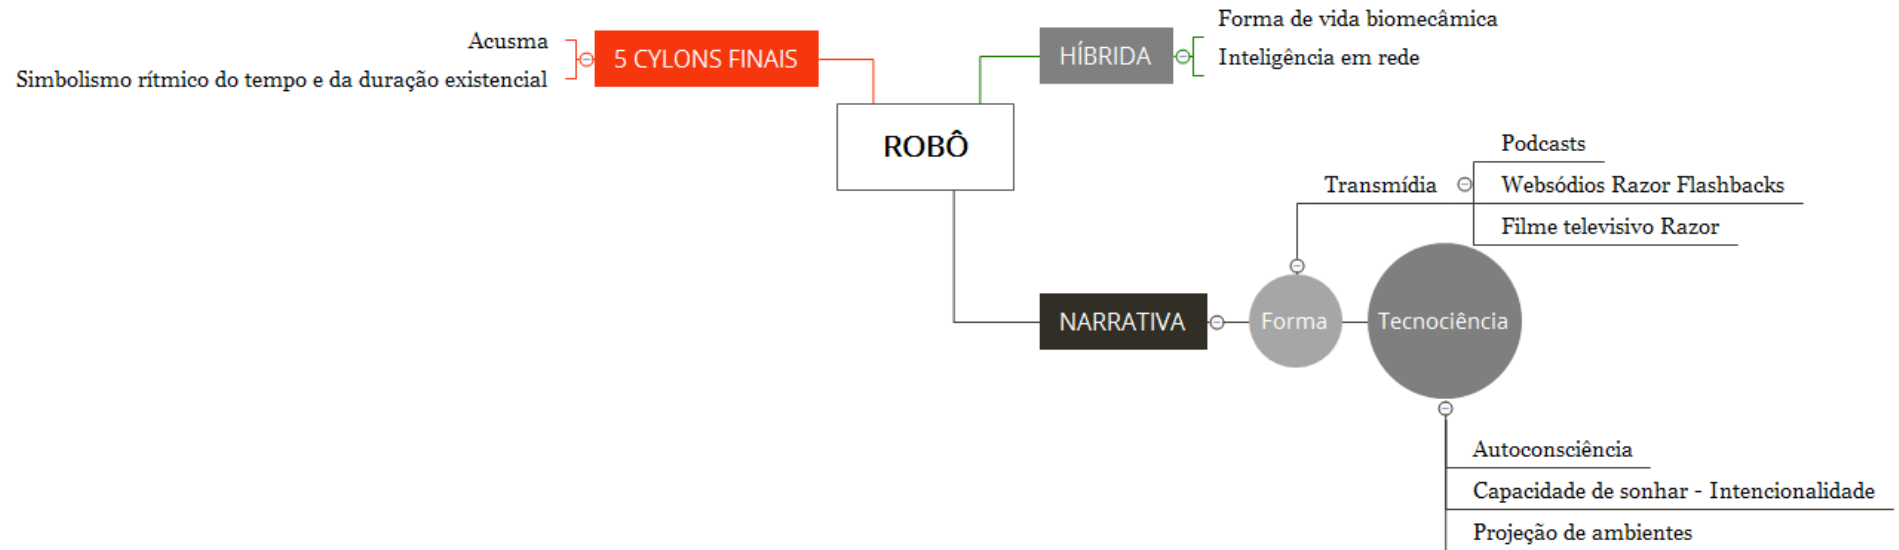 5 CYLONS FINAIS
Acusma
Simbolismo rítmico do tempo e da duração existencial
HÍBRIDA
Forma de vida biomecâmica
Inteligência em rede
ROBÔ
NARRATIVA
Forma
Transmídia
Podcasts
Websódios Razor Flashbacks
Filme televisivo Razor
Tecnociência
Autoconsciência
Capacidade de sonhar - Intencionalidade
Projeção de ambientes